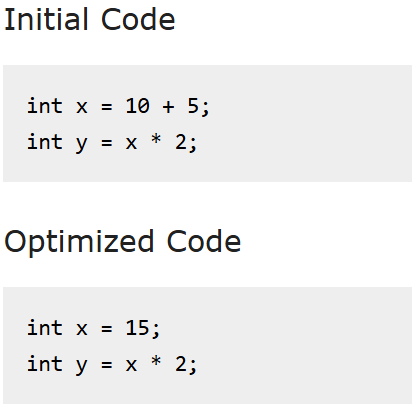 Initial Code
int x = 10 + 5;
int y = x * 2;
Optimized Code
int x = 15;
int y = x * 2;